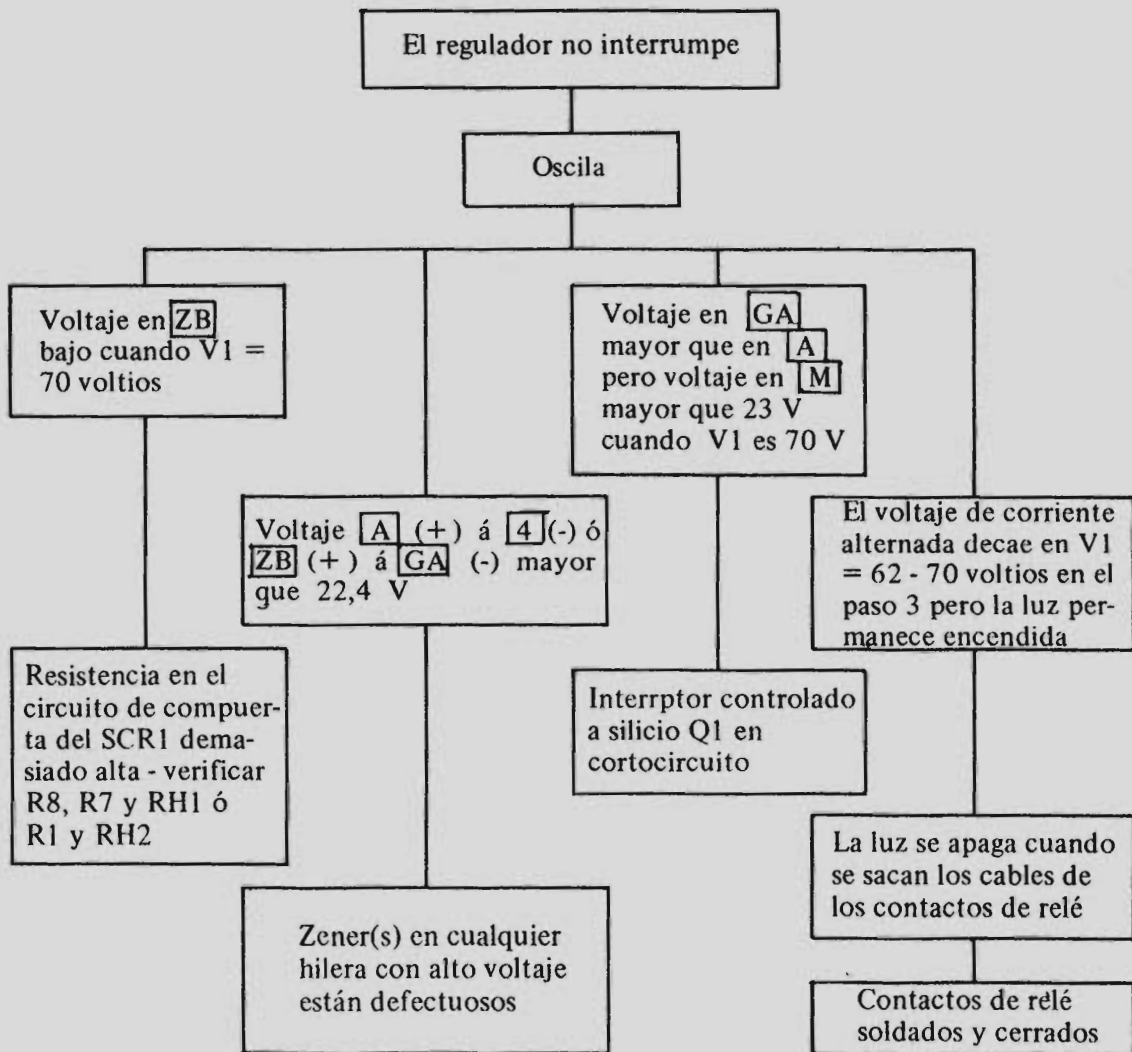 El regulador no interrumpe
Oscila
Voltaje en ZB
bajo cuando V1 =
70 voltios
Resistencia en el
circuito de compuer-
ta del SCR1 dema-
siado alta - verificar
R8, R7 y RH1 ó
R1 y RH2
Voltaje A (+) á 4 (-) ó
ZB (+) á GA (-) mayor
que 22,4 V
Zener(s) en cualquier
hilera con alto voltaje
están defectuosos
Voltaje en GA
mayor que en A
pero voltaje en M
mayor que 23 V
cuando V1 es 70 V
Interrptor controlado
a silicio Q1 en
cortocircuito
El voltaje de corriente
alternada decae en V1
= 62 - 70 voltios en el
paso 3 pero la luz per-
manece encendida
La luz se apaga cuando
se sacan los cables de
los contactos de relé
Contactos de relé
soldados y cerrados